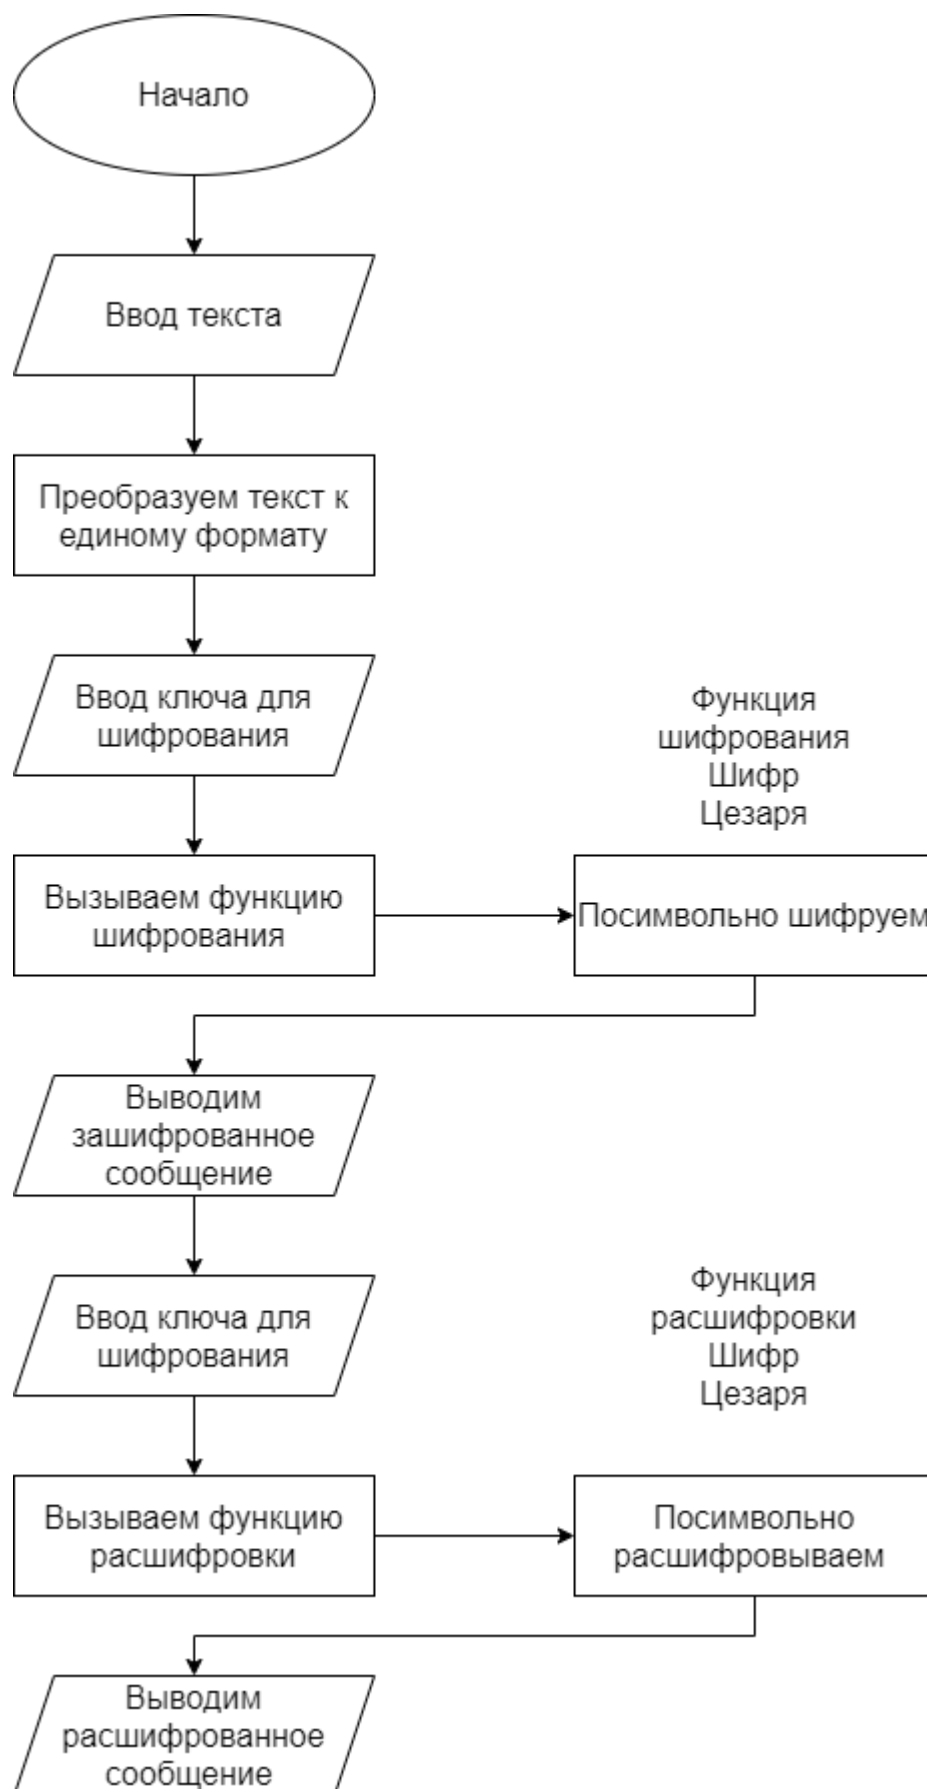 Начало
Ввод текста
Преобразуем текст к
единому формату
Ввод ключа для
шифрования
Функция
шифрования
Шифр
Цезаря
Вызываем функцию
шифрования
Посимвольно шифруем
Выводим
зашифрованное
сообщение
Ввод ключа для
шифрования
Функция
расшифровки
Шифр
Цезаря
Вызываем функцию
расшифровки
Посимвольно
расшифровываем
Выводим
расшифрованное
сообщение